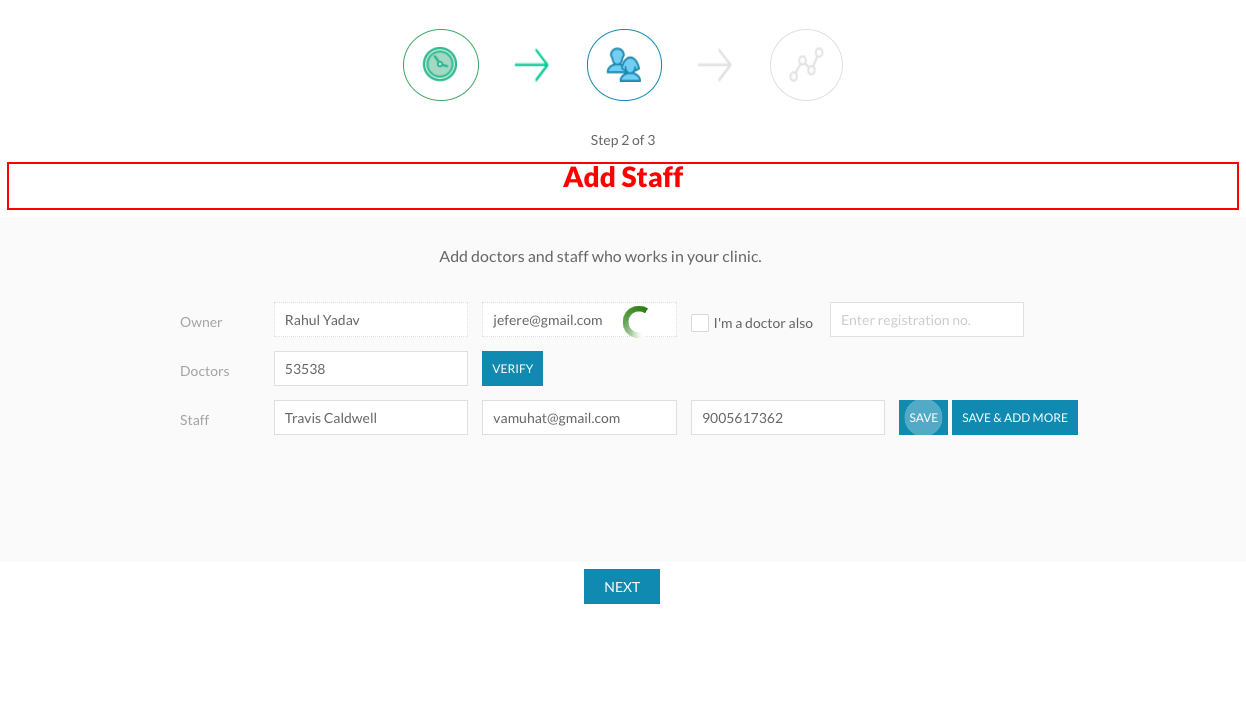 Step 2 of 3
Add Staff
Add doctors and staff who works in your clinic.
Owner Rahul Yadav jefere@gmail.com I'm a doctor also Enter registration no.
Doctors 53538 VERIFY
Staff Travis Caldwell vamuhat@gmail.com 9005617362 SAVE SAVE & ADD MORE
NEXT